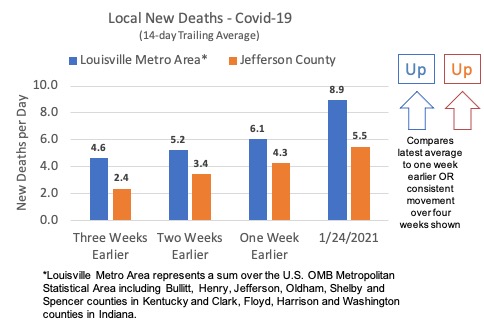 Local New Deaths - Covid-19
(14-day Trailing Average)
Louisville Metro Area* Jefferson County
Up Up
New Deaths per Day
10.0
8.0
6.0
4.0
2.0
0.0
4.6
2.4
5.2
3.4
6.1
4.3
8.9
5.5
Three Weeks
Earlier
Two Weeks
Earlier
One Week
Earlier
1/24/2021
Compares
latest average
to one week
earlier OR
consistent
movement
over four
weeks shown
*Louisville Metro Area represents a sum over the U.S. OMB Metropolitan
Statistical Area including Bullitt, Henry, Jefferson, Oldham, Shelby and
Spencer counties in Kentucky and Clark, Floyd, Harrison and Washington
counties in Indiana.